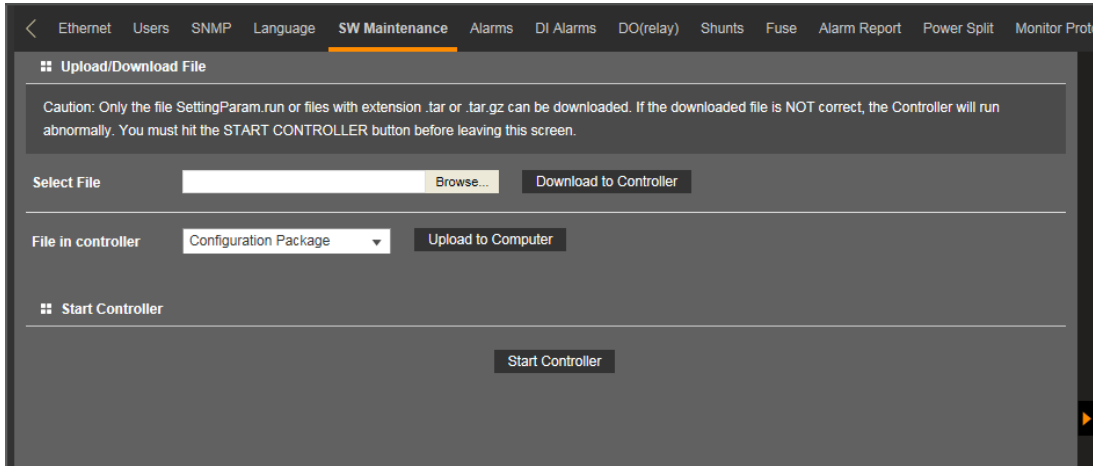 Ethernet Users SNMP Language SW Maintenance Alarms DI Alarms DO(relay) Shunts Fuse Alarm Report Power Split Monitor Prot
Upload/Download File
Caution: Only the file SettingParam.run or files with extension .tar or .tar.gz can be downloaded. If the downloaded file is NOT correct, the Controller will run
abnormally. You must hit the START CONTROLLER button before leaving this screen.
Select File Browse... Download to Controller
File in controller Configuration Package Upload to Computer
Start Controller
Start Controller